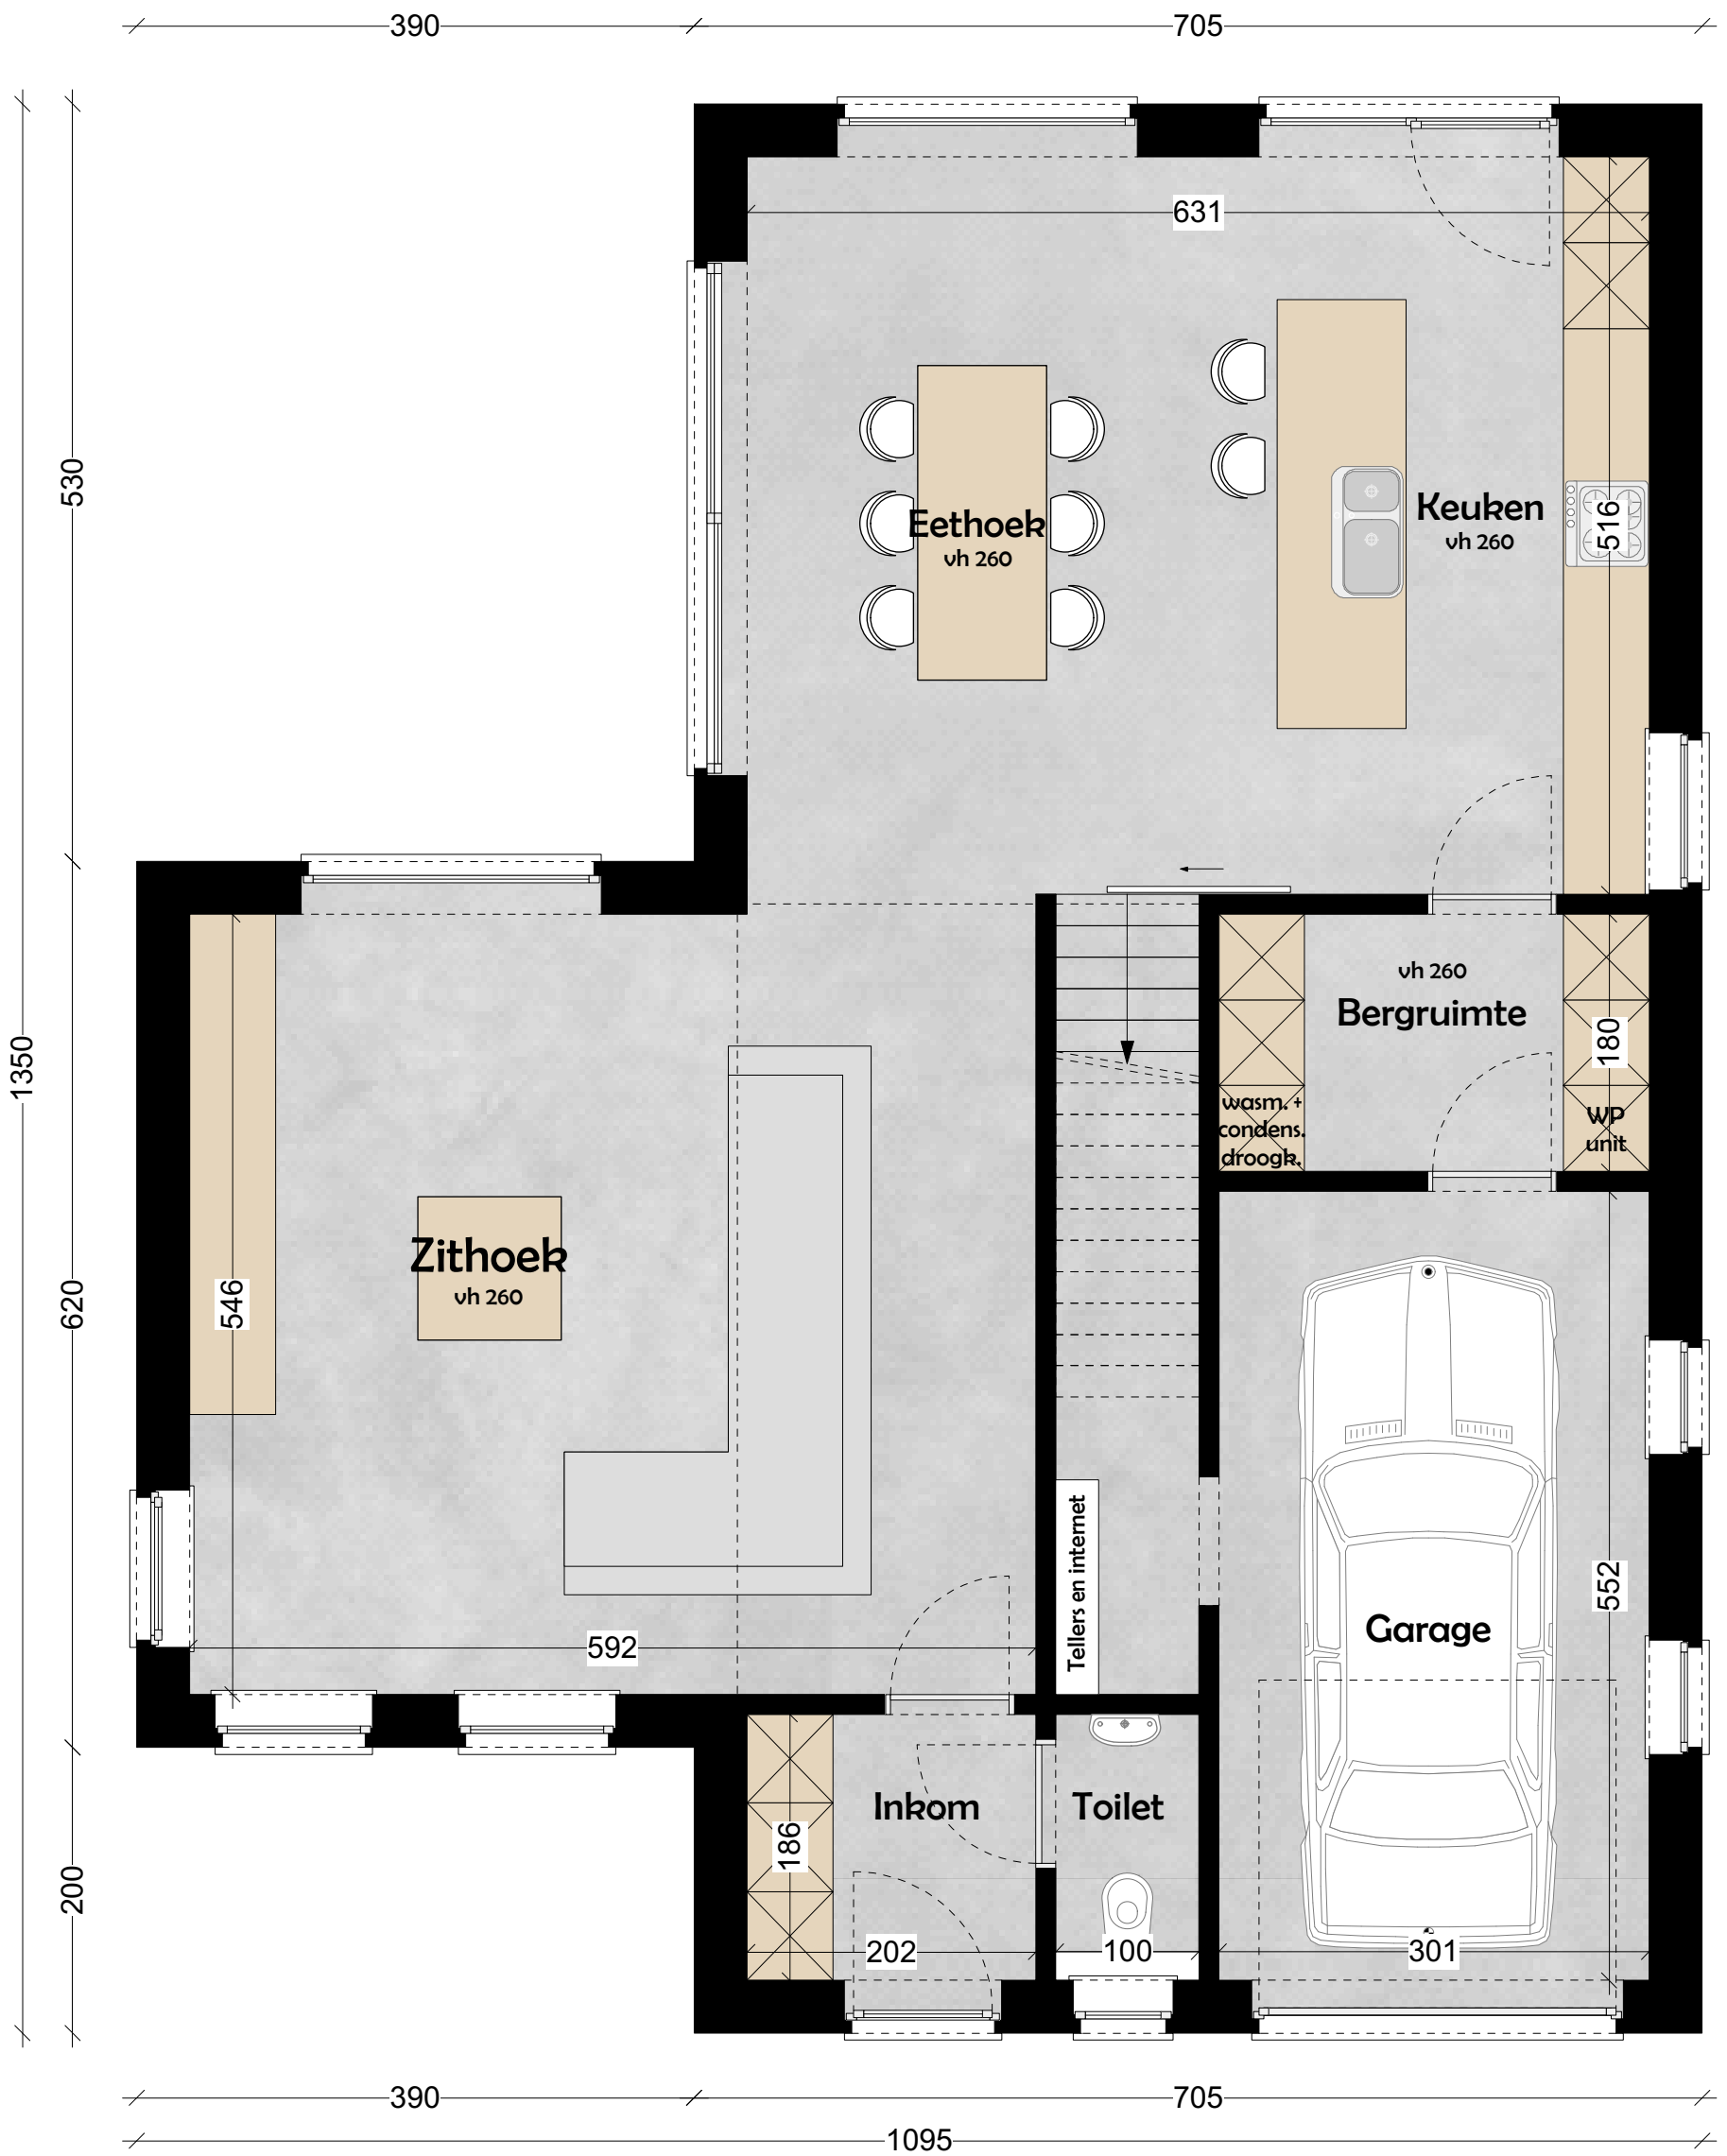 390
705
631
530
Eethoek
vh 260
Keuken
vh 260
516
1350
vh 260
Bergruimte
180
wasm. +
condens.
droogk.
WP
unit
Zithoek
vh 260
546
620
Tellers en internet
552
Garage
592
Inkom
Toilet
186
200
202
100
301
390
705
1095